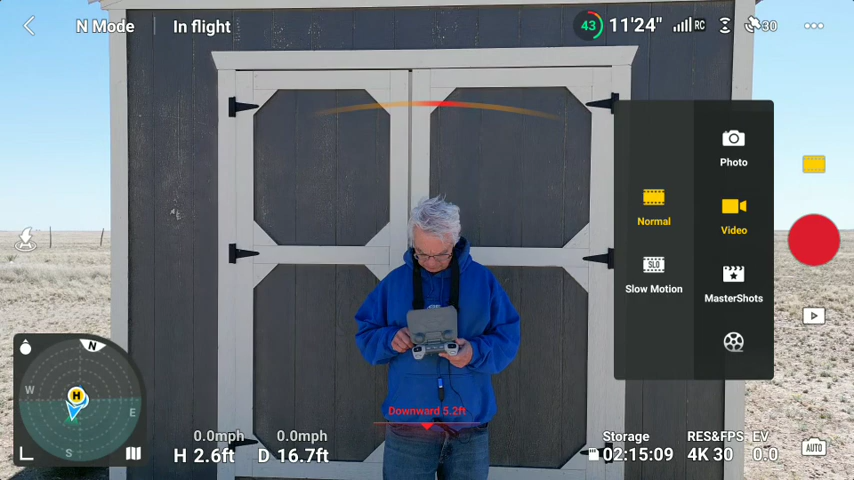 N Mode
In flight
43
11'24"
RC
30
Photo
Normal
Video
SLO
Slow Motion
MasterShots
N
W
H
E
S
Downward 5.2ft
0.0mph
0.0mph
H 2.6ft
D 16.7ft
Storage
02:15:09
RES&FPS
4K 30
EV
0.0
AUTO